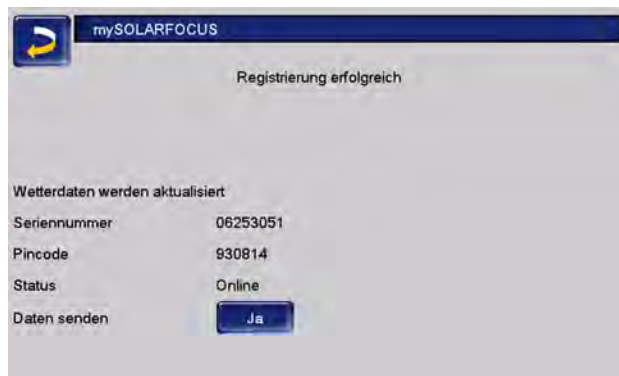 mySOLARFOCUS
Registrierung erfolgreich
Wetterdaten werden aktualisiert
Seriennummer 06253051
Pincode 930814
Status Online
Daten senden Ja